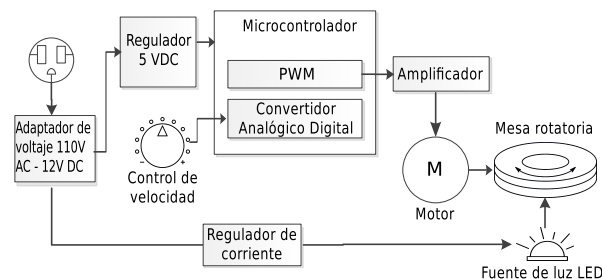 Microcontrolador
Regulador
5 VDC
PWM
Amplificador
Adaptador de
voltaje 110V
AC - 12V DC
Convertidor
Analógico Digital
- +
Control de
velocidad
Mesa rotatoria
M
Motor
Regulador de
corriente
Fuente de luz LED